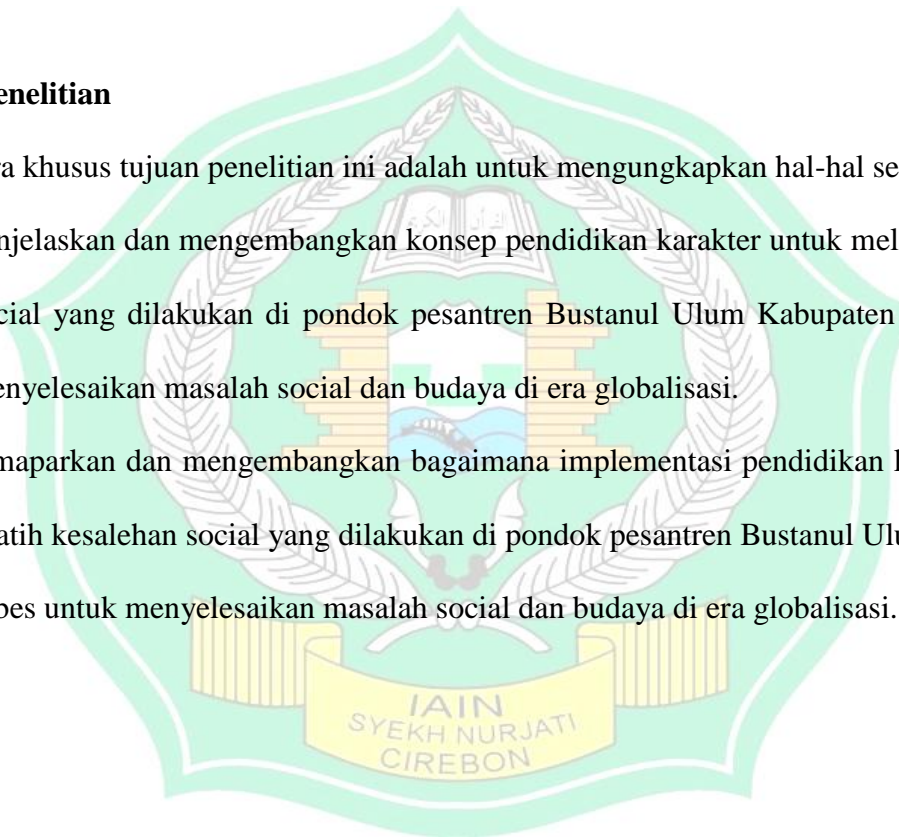 enelitian
ra khusus tujuan penelitian ini adalah untuk mengungkapkan hal-hal se
njelaskan dan mengembangkan konsep pendidikan karakter untuk mel
cial yang dilakukan di pondok pesantren Bustanul Ulum Kabupaten
enyelesaikan masalah social dan budaya di era globalisasi.
maparkan dan mengembangkan bagaimana implementasi pendidikan
atih kesalehan social yang dilakukan di pondok pesantren Bustanul Ulu
bes untuk menyelesaikan masalah social dan budaya di era globalisasi.
IAIN
SYEKH NURJATI
CIREBON